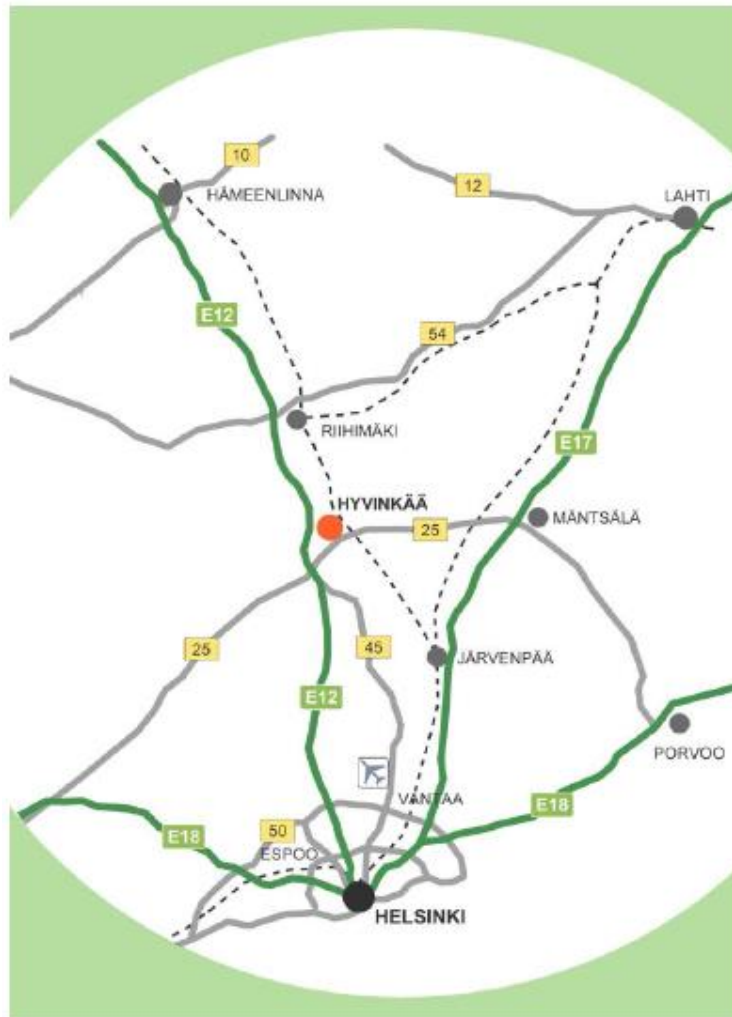 10
HÄMEENLINNA
12
LAHTI
E12
54
RIIHIMÄKI
E17
HYVINKÄÄ
25
MÄNTSÄLÄ
25
45
JÄRVENPÄÄ
E12
PORVOO
VANTAA
E18
50
E18
ESPOO
HELSINKI